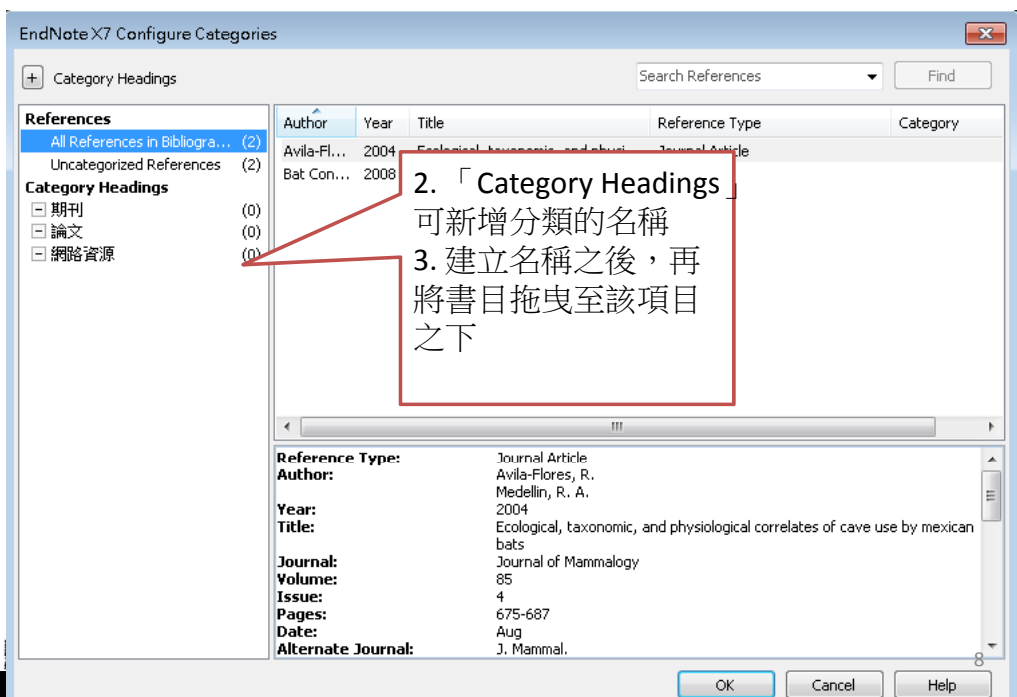 EndNote X7 Configure Categories
+ Category Headings
Search References
Find
References
All References in Bibliogra... (2)
Uncategorized References (2)
Category Headings
期刊 (0)
論文 (0)
網路資源 (0)
Author Year Title Reference Type Category
Avila-Fl... 2004 Ecological, taxonomic, and physi... Journal Article
Bat Con... 2008
2. 「Category Headings」
可新增分類的名稱
3. 建立名稱之後，再
將書目拖曳至該項目
之下
Reference Type: Journal Article
Author: Avila-Flores, R.
Medellin, R. A.
Year: 2004
Title: Ecological, taxonomic, and physiological correlates of cave use by mexican
bats
Journal: Journal of Mammalogy
Volume: 85
Issue: 4
Pages: 675-687
Date: Aug
Alternate Journal: J. Mammal.
8
OK Cancel Help